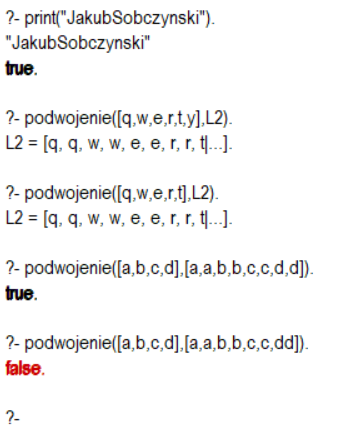 ?- print("JakubSobczynski").
"JakubSobczynski"
true.
?- podwojenie([q,w,e,r,t,y],L2).
L2 = [q, q, w, w, e, e, r, r, t|...].
?- podwojenie([q,w,e,r,t],L2).
L2 = [q, q, w, w, e, e, r, r, t|...].
?- podwojenie([a,b,c,d],[a,a,b,b,c,c,d,d]).
true.
?- podwojenie([a,b,c,d],[a,a,b,b,c,c,dd]).
false.
?-